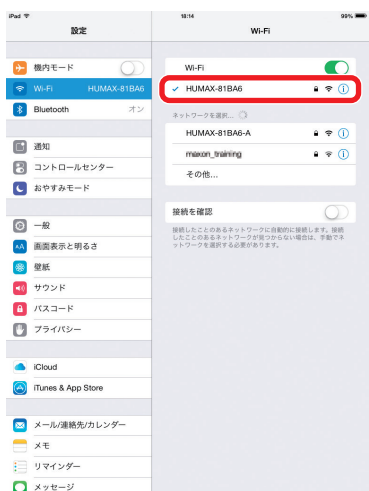 iPad
18:14
99%
設定
Wi-Fi
機内モード
Wi-Fi HUMAX-81BA6
Bluetooth オン
通知
コントロールセンター
おやすみモード
一般
画面表示と明るさ
壁紙
サウンド
パスコード
プライバシー
iCloud
iTunes & App Store
メール/連絡先/カレンダー
メモ
リマインダー
メッセージ
Wi-Fi
HUMAX-81BA6
ネットワークを選択...
HUMAX-81BA6-A
maxon_training
その他...
接続を確認
接続したことのあるネットワークに自動的に接続します。接続
したことのあるネットワークが見つからない場合は、手動でネ
ットワークを選択する必要があります。